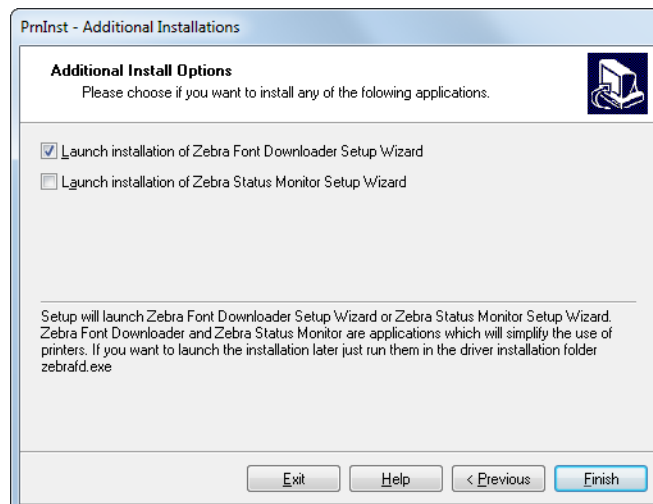 PrnInst - Additional Installations
Additional Install Options
Please choose if you want to install any of the folowing applications.
Launch installation of Zebra Font Downloader Setup Wizard
Launch installation of Zebra Status Monitor Setup Wizard
Setup will launch Zebra Font Downloader Setup Wizard or Zebra Status Monitor Setup Wizard.
Zebra Font Downloader and Zebra Status Monitor are applications which will simplify the use of
printers. If you want to launch the installation later just run them in the driver installation folder
zebrafd.exe
Exit Help < Previous Finish